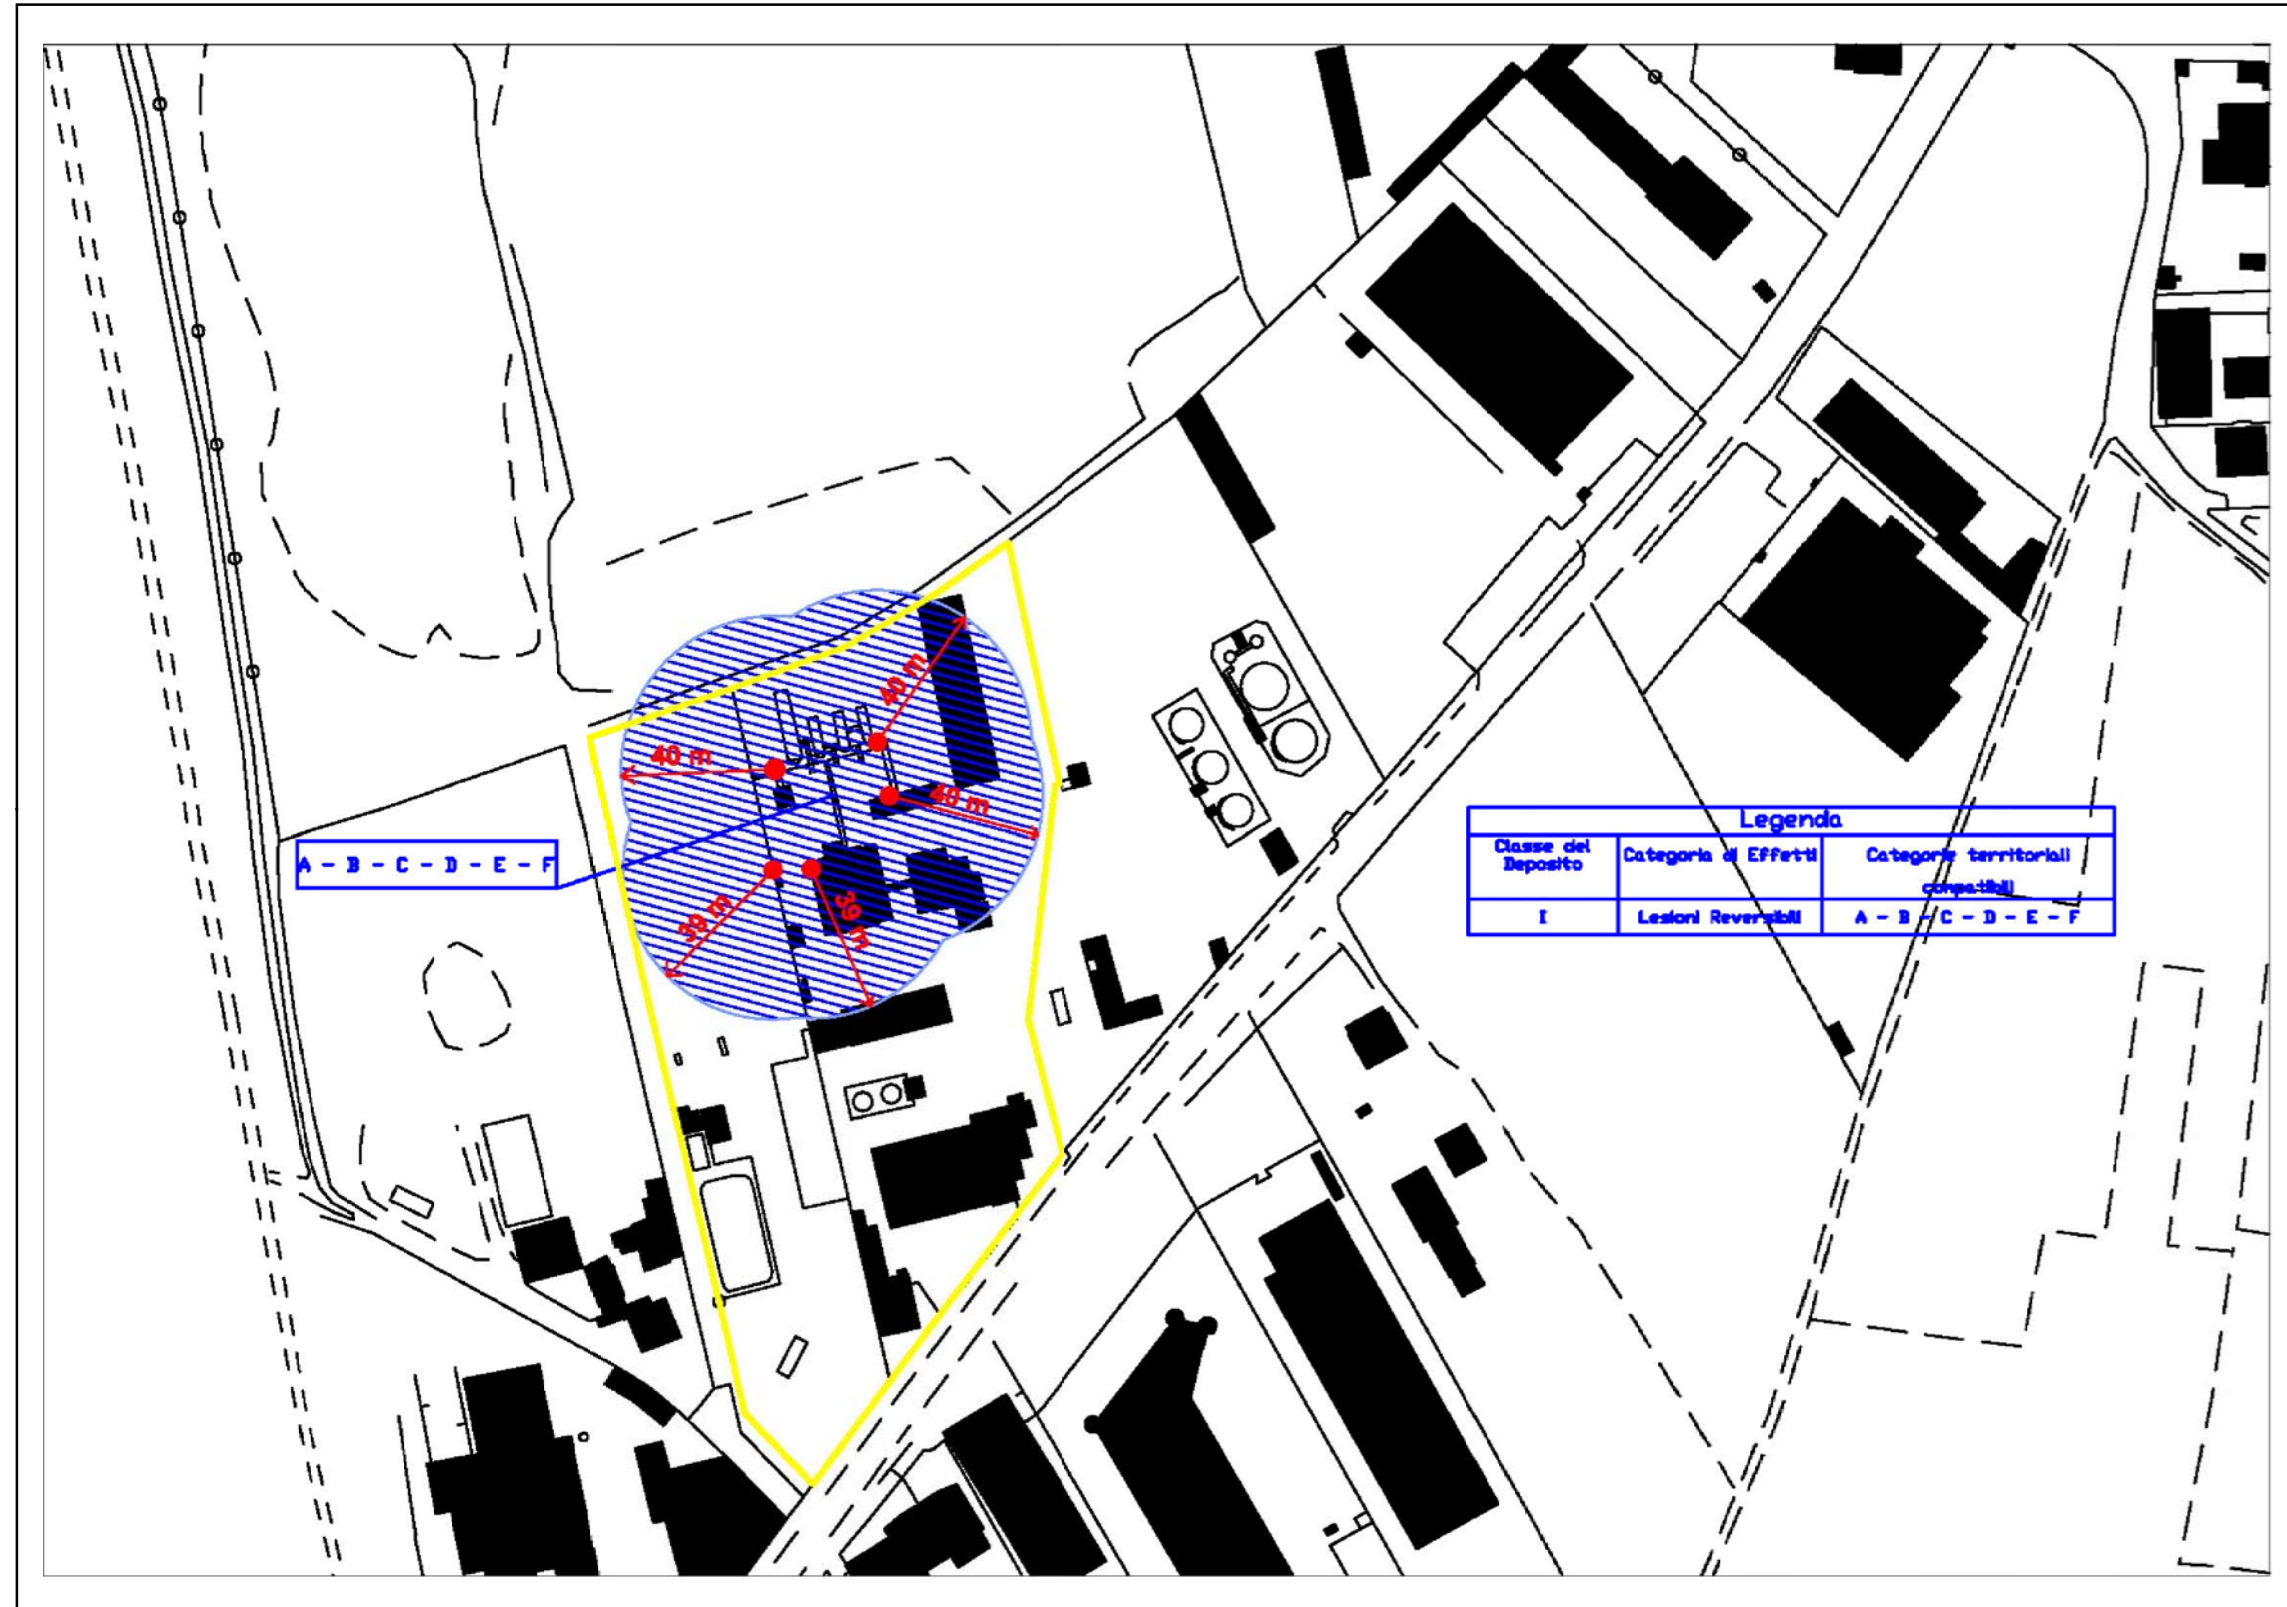 40 m
40 m
40 m
A - B - C - D - E - F
39 m
39 m
Legenda
Classe del Deposito
Categoria di Effetti
Categorie territoriali compatibili
I
Lesioni Reversibili
A - B - C - D - E - F